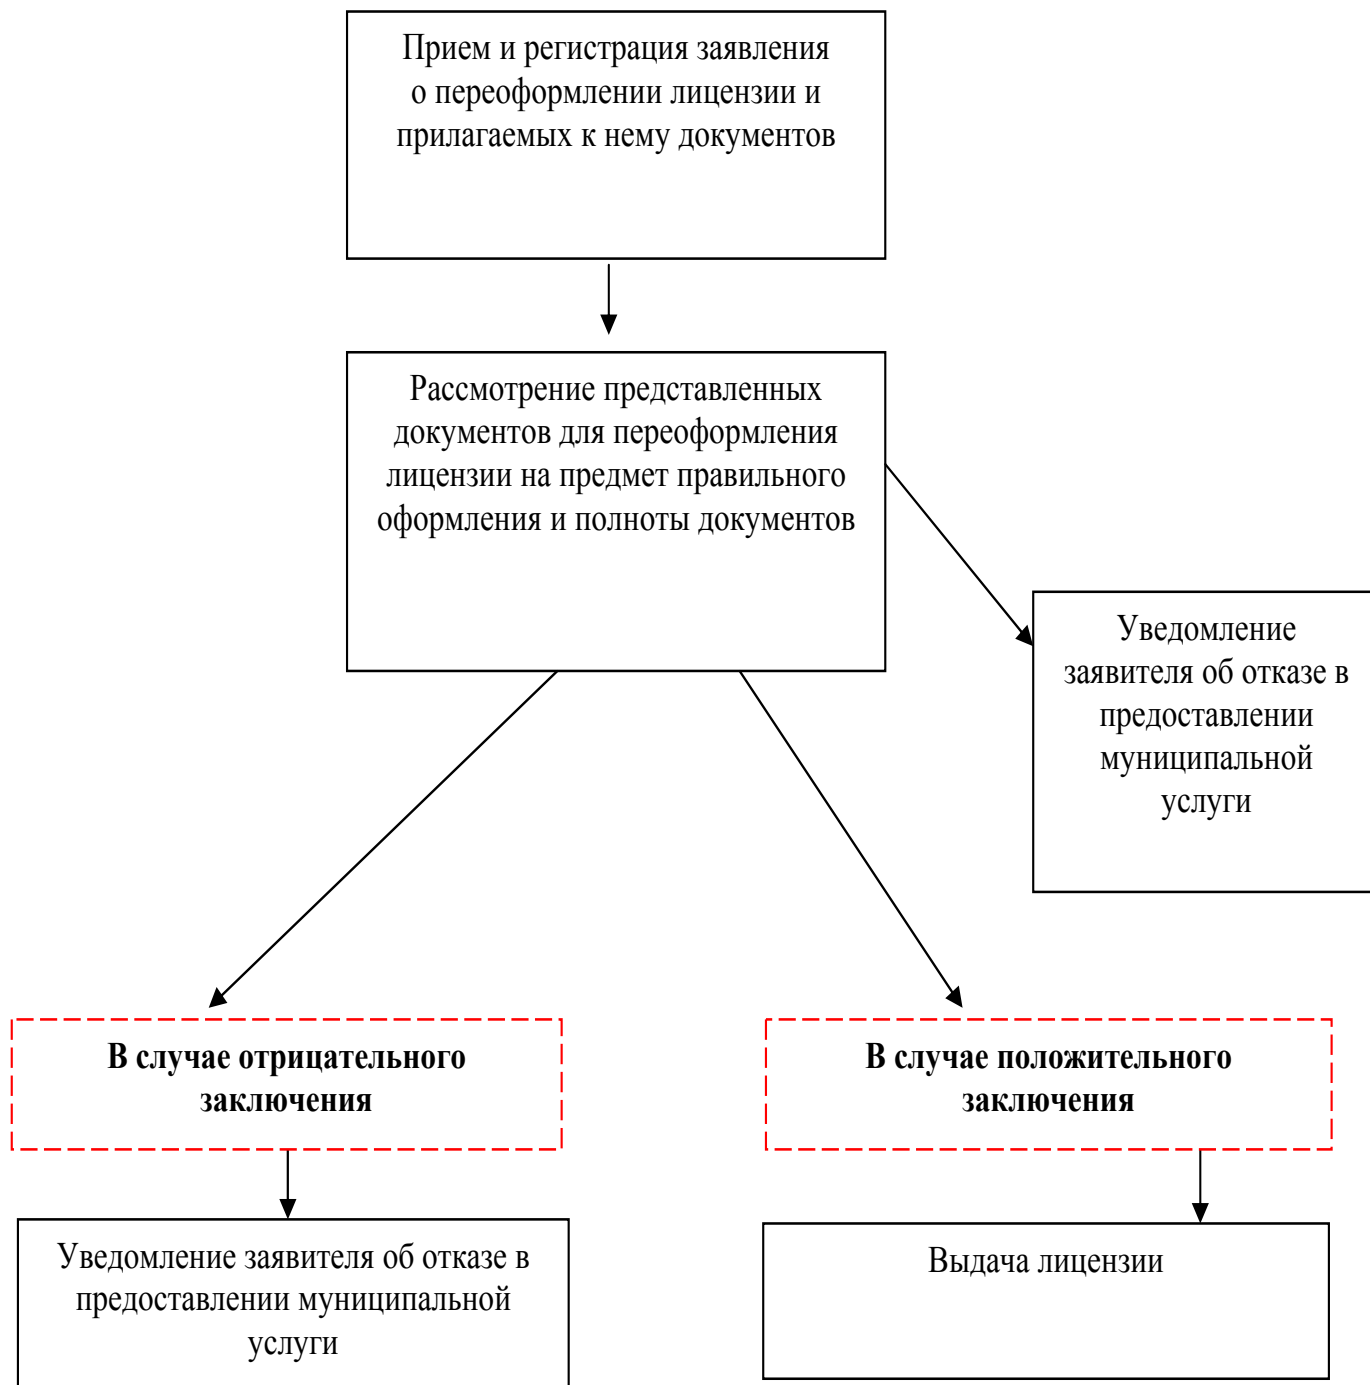 Прием и регистрация заявления
о переоформлении лицензии и
прилагаемых к нему документов
Рассмотрение представленных
документов для переоформления
лицензии на предмет правильного
оформления и полноты документов
Уведомление
заявителя об отказе в
предоставлении
муниципальной
услуги
В случае отрицательного
заключения
В случае положительного
заключения
Уведомление заявителя об отказе в
предоставлении муниципальной
услуги
Выдача лицензии